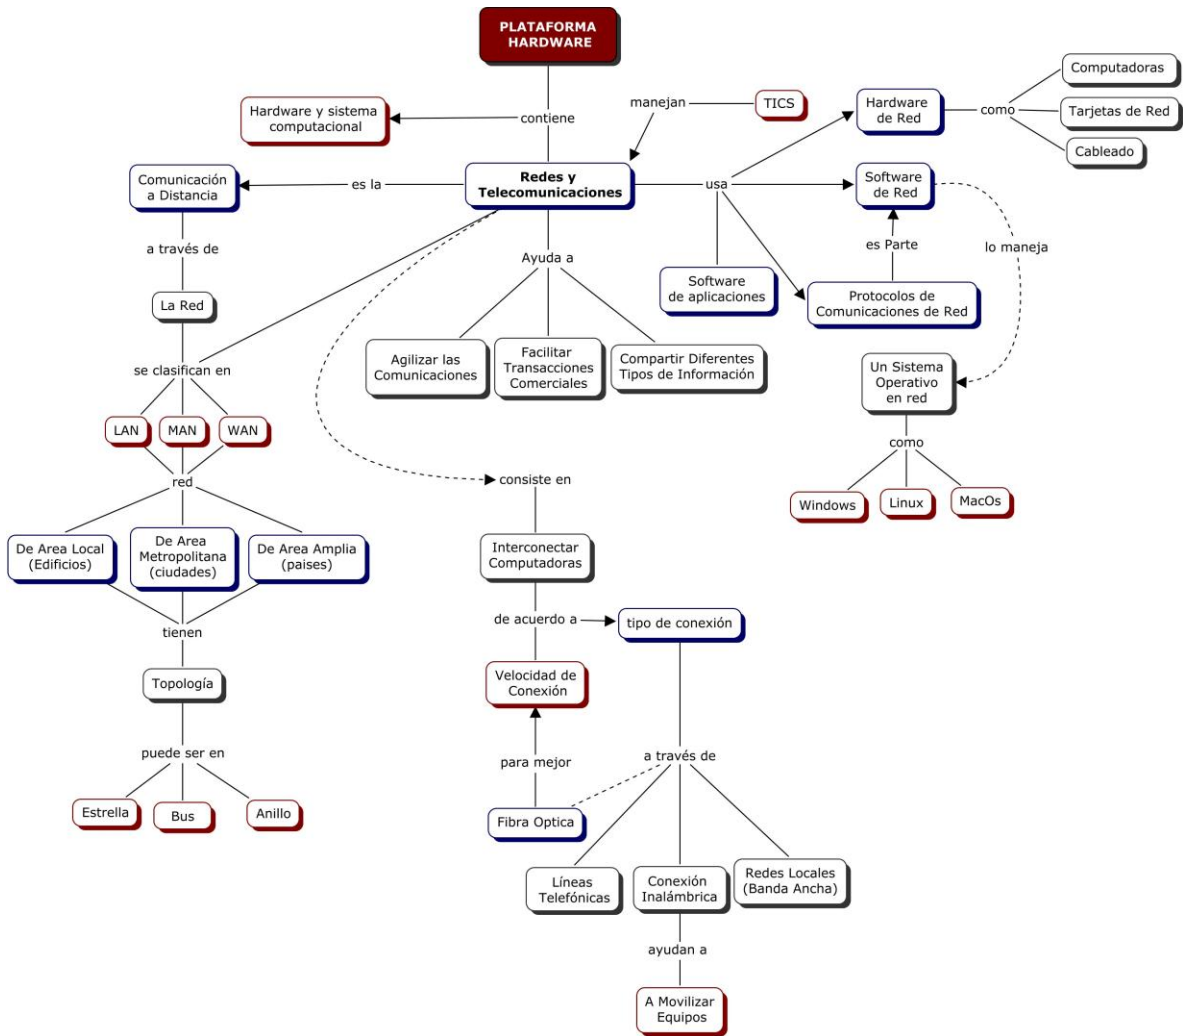 PLATAFORMA
HARDWARE
Hardware y sistema
computacional
contiene
manejan
TICS
Hardware
de Red
como
Computadoras
Tarjetas de Red
Cableado
Comunicación
a Distancia
es la
Redes y
Telecomunicaciones
usa
Software
de Red
a través de
Ayuda a
es Parte
lo maneja
La Red
Software
de aplicaciones
Protocolos de
Comunicaciones de Red
se clasifican en
Agilizar las
Comunicaciones
Facilitar
Transacciones
Comerciales
Compartir Diferentes
Tipos de Información
Un Sistema
Operativo
en red
LAN
MAN
WAN
como
red
consiste en
Windows
Linux
MacOs
De Area Local
(Edificios)
De Area
Metropolitana
(ciudades)
De Area Amplia
(paises)
Interconectar
Computadoras
tienen
de acuerdo a
tipo de conexión
Topología
Velocidad de
Conexión
puede ser en
para mejor
a través de
Estrella
Bus
Anillo
Fibra Optica
Líneas
Telefónicas
Conexión
Inalámbrica
Redes Locales
(Banda Ancha)
ayudan a
A Movilizar
Equipos